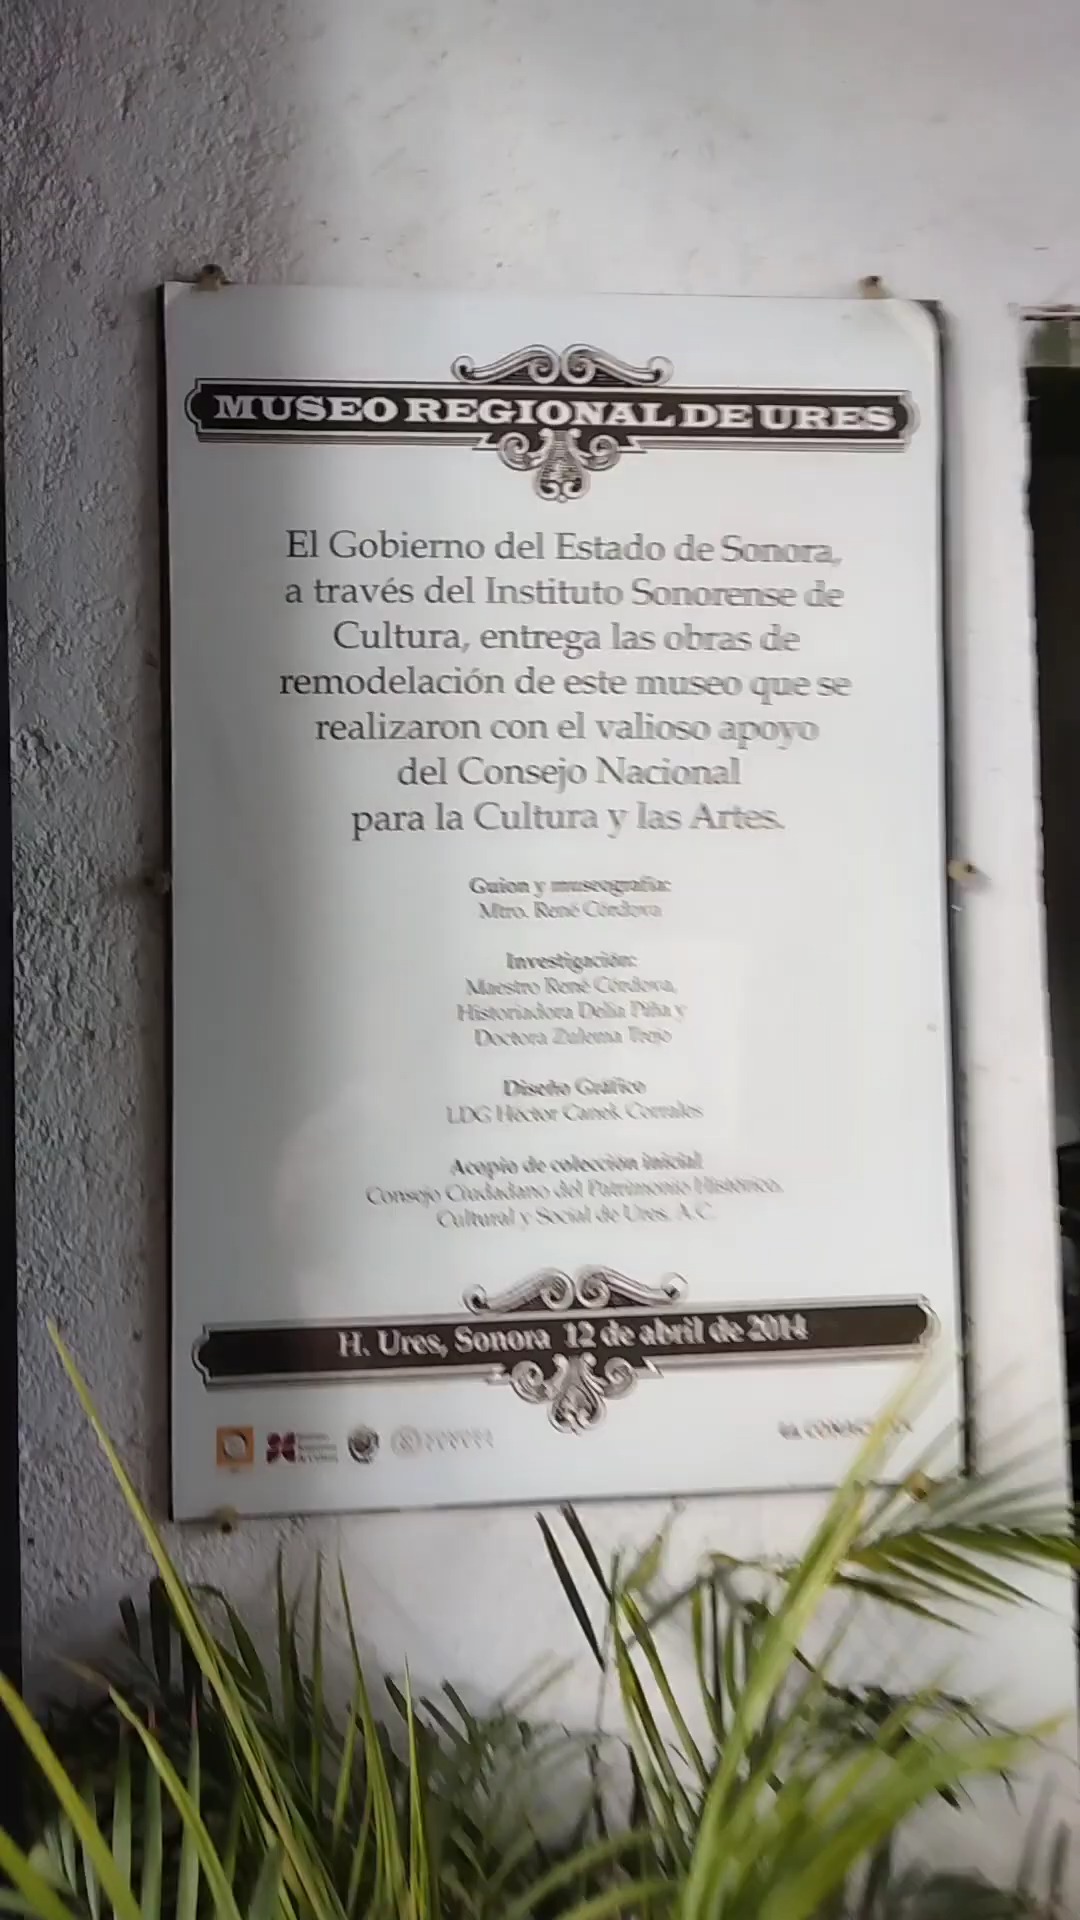 MUSEO REGIONAL DE URES
El Gobierno del Estado de Sonora,
a través del Instituto Sonorense de
Cultura, entrega las obras de
remodelación de este museo que se
realizaron con el valioso apoyo
del Consejo Nacional
para la Cultura y las Artes.
Guion y museografía:
Mtro. René Córdova
Investigación:
Maestro René Córdova,
Historiadora Delia Piña y
Doctora Zulema Trejo
Diseño Gráfico
LDG Héctor Canek Corrales
Acopio de colección inicial
Consejo Ciudadano del Patrimonio Histórico,
Cultural y Social de Ures, A.C.
H. Ures, Sonora 12 de abril de 2014